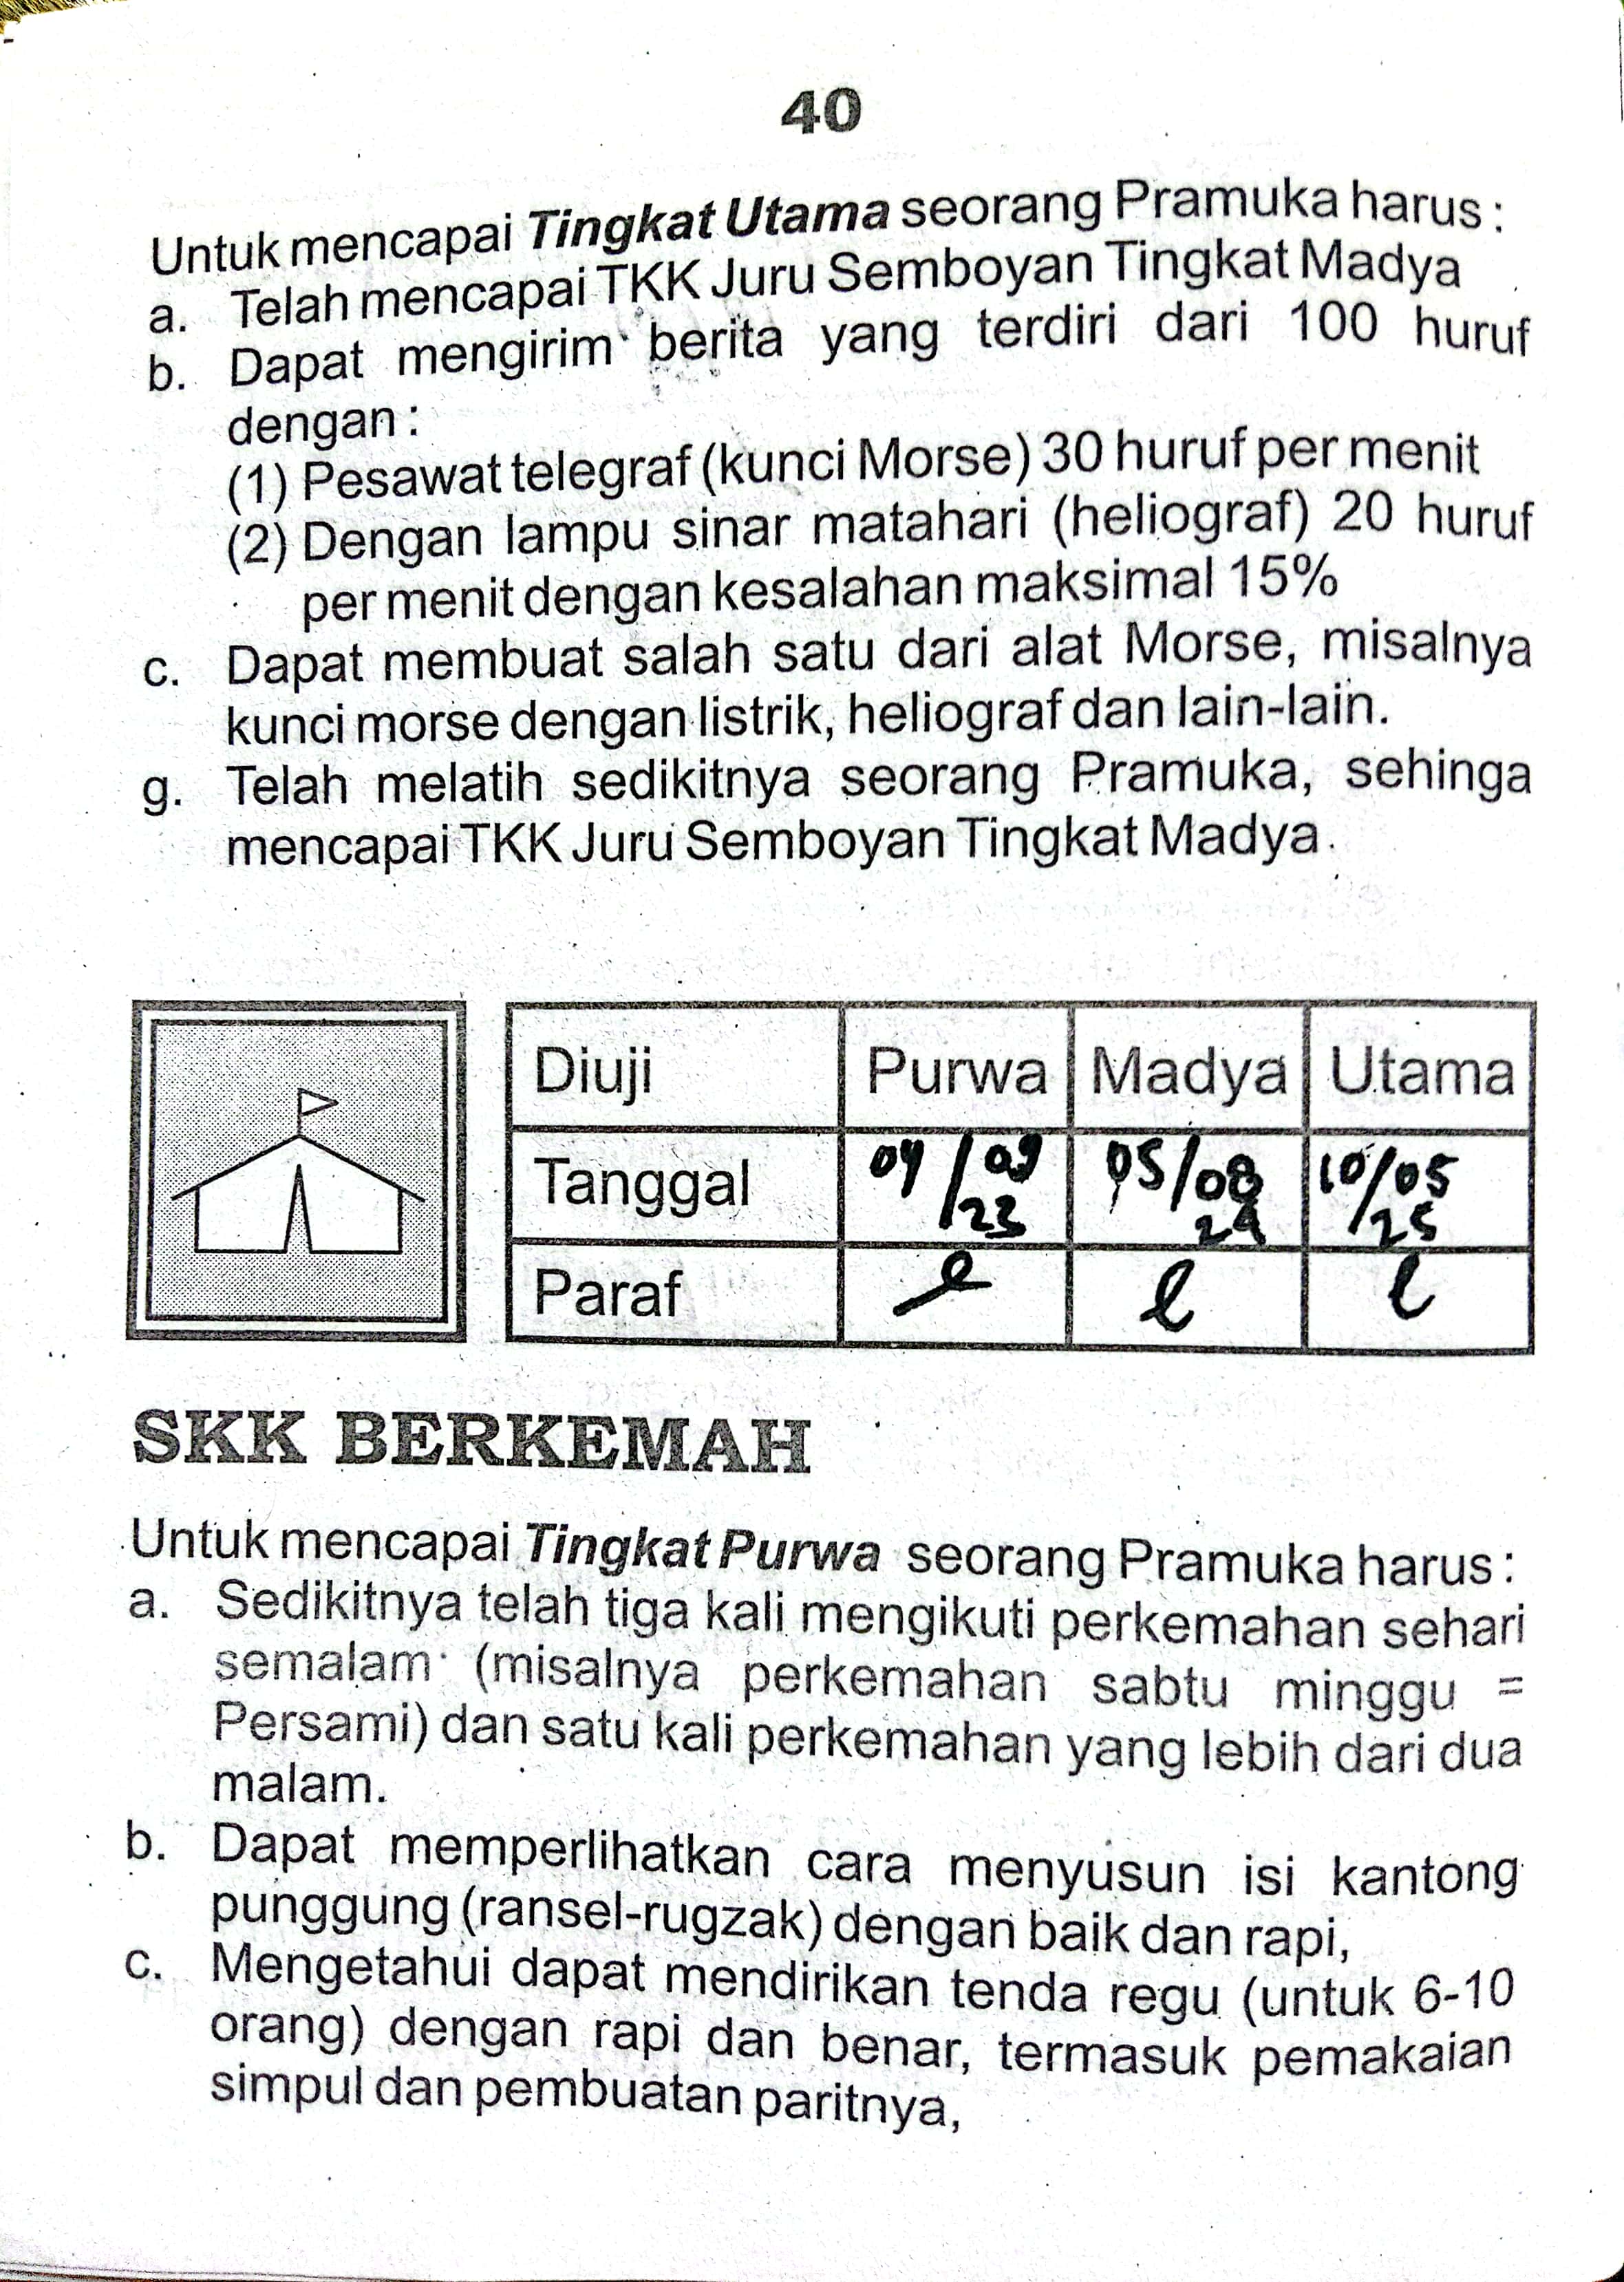 40
Untuk mencapai Tingkat Utama seorang Pramuka harus :
a. Telah mencapai TKK Juru Semboyan Tingkat Madya
b. Dapat mengirim berita yang terdiri dari 100 huruf
dengan :
(1) Pesawat telegraf (kunci Morse) 30 huruf per menit
(2) Dengan lampu sinar matahari (heliograf) 20 huruf
per menit dengan kesalahan maksimal 15%
c. Dapat membuat salah satu dari alat Morse, misalnya
kunci morse dengan listrik, heliograf dan lain-lain.
g. Telah melatih sedikitnya seorang Pramuka, sehinga
mencapai TKK Juru Semboyan Tingkat Madya.
Diuji Purwa Madya Utama
Tanggal 04/09/23 05/08/24 10/05/25
Paraf
SKK BERKEMAH
Untuk mencapai Tingkat Purwa seorang Pramuka harus :
a. Sedikitnya telah tiga kali mengikuti perkemahan sehari
semalam (misalnya perkemahan sabtu minggu =
Persami) dan satu kali perkemahan yang lebih dari dua
malam.
b. Dapat memperlihatkan cara menyusun isi kantong
punggung (ransel-rugzak) dengan baik dan rapi,
c. Mengetahui dapat mendirikan tenda regu (untuk 6-10
orang) dengan rapi dan benar, termasuk pemakaian
simpul dan pembuatan paritnya,